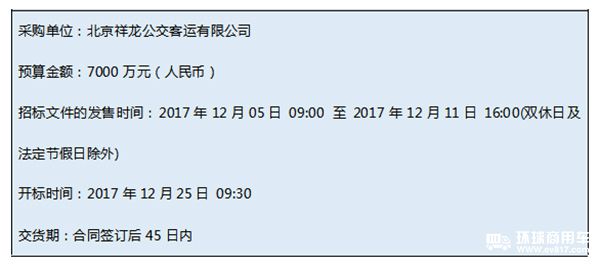 采购单位：北京祥龙公交客运有限公司
预算金额：7000 万元（人民币）
招标文件的发售时间：2017 年 12 月 05 日 09:00 至 2017 年 12 月 11 日 16:00(双休日及
法定节假日除外)
开标时间：2017 年 12 月 25 日 09:30
交货期：合同签订后 45 日内
环球商用车
www.ev817.com